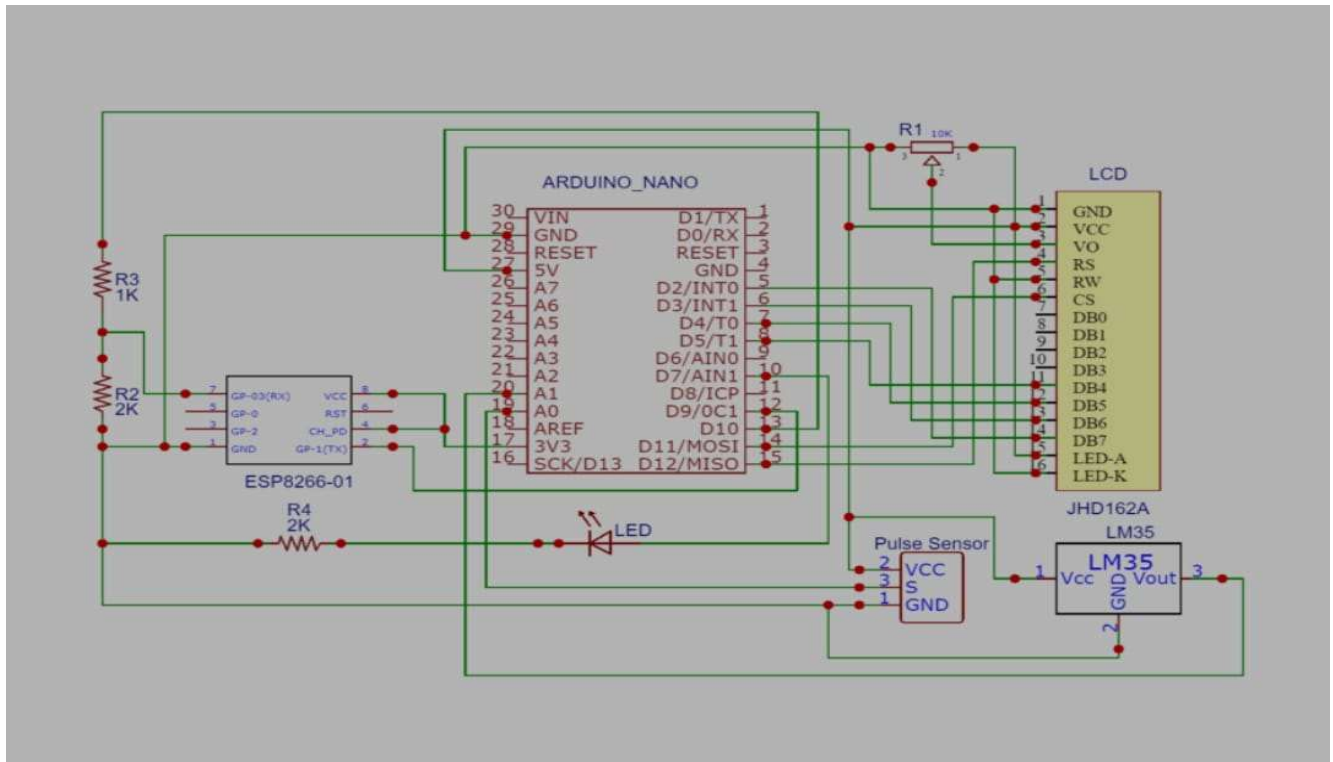 R1 10K
3 1
2
LCD
ARDUINO_NANO
30 VIN D1/TX 1
29 GND D0/RX 2
28 RESET RESET 3
27 5V GND 4
26 A7 D2/INT0 5
25 A6 D3/INT1 6
24 A5 D4/T0 7
23 A4 D5/T1 8
22 A3 D6/AIN0 9
21 A2 D7/AIN1 10
20 A1 D8/ICP 11
19 A0 D9/0C1 12
18 AREF D10 13
17 3V3 D11/MOSI 14
16 SCK/D13 D12/MISO 15
1 GND
2 VCC
3 VO
4 RS
5 RW
6 CS
7 DB0
8 DB1
9 DB2
10 DB3
11 DB4
12 DB5
13 DB6
14 DB7
15 LED-A
16 LED-K
JHD162A
R3
1K
R2
2K
7 GP-03(RX) VCC 8
5 GP-0 RST 6
3 GP-2 CH_PD 4
1 GND GP-1(TX) 2
ESP8266-01
R4
2K
LED
Pulse Sensor
2 VCC
3 S
1 GND
LM35
LM35
1 Vcc GND Vout 3
2